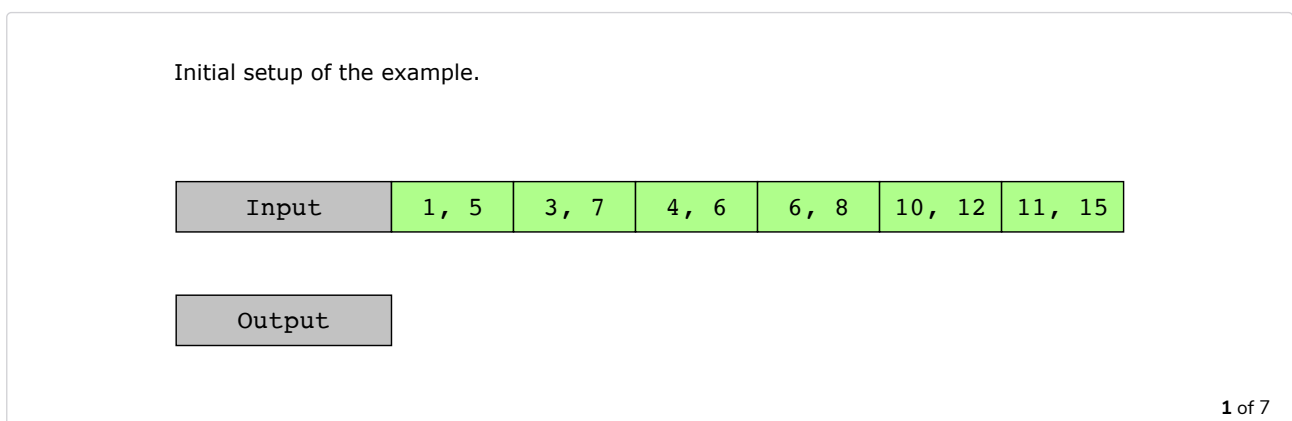 Initial setup of the example.
Input 1, 5 3, 7 4, 6 6, 8 10, 12 11, 15
Output
1 of 7